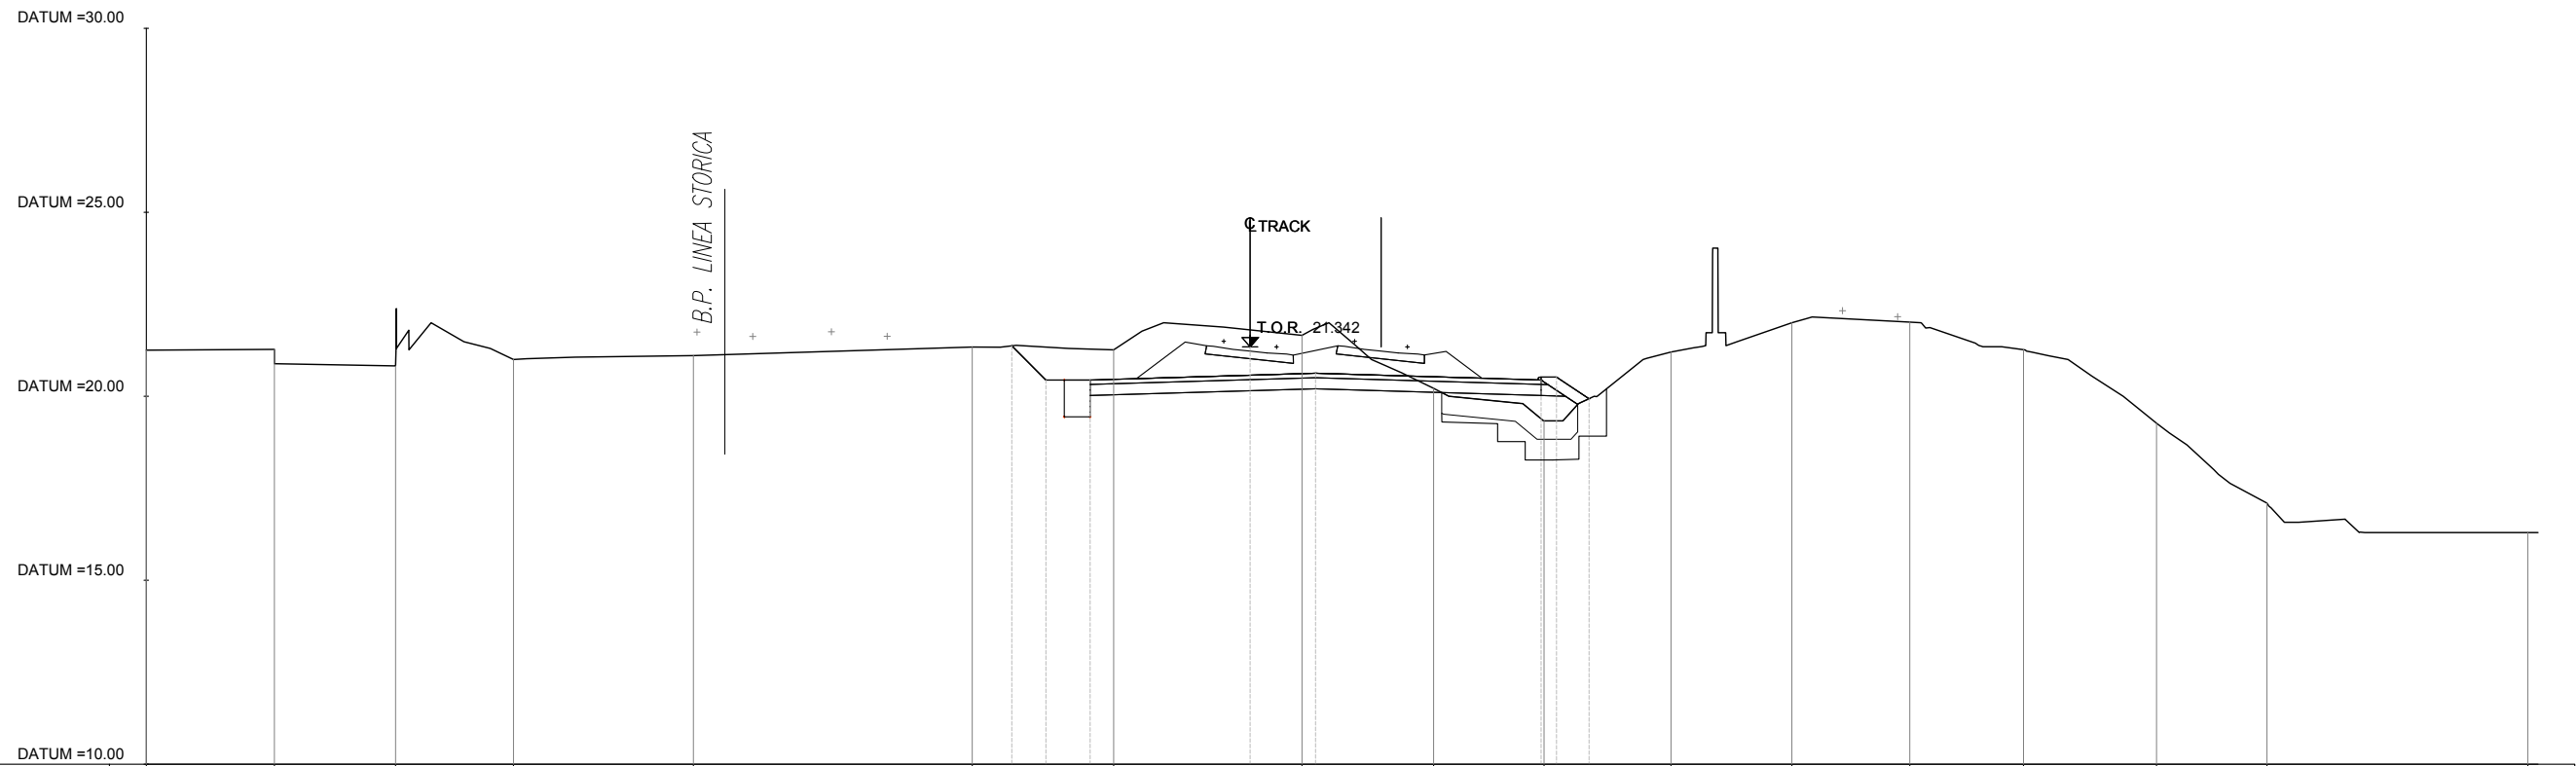 DATUM =30.00
DATUM =25.00
DATUM =20.00
DATUM =15.00
DATUM =10.00
B.P. LINEA STORICA
℄ TRACK
T.O.R. 21.342